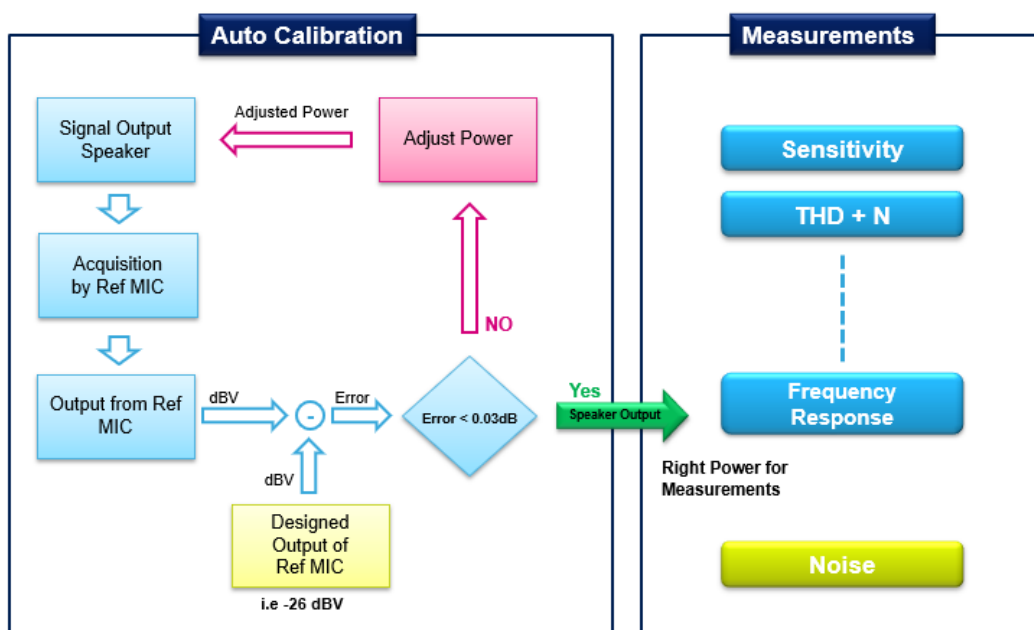 Auto Calibration
Signal Output
Speaker
Adjusted Power
Adjust Power
Acquisition
by Ref MIC
NO
Output from Ref
MIC
dBV
-
Error
Error < 0.03dB
Yes
Speaker Output
dBV
Designed
Output of
Ref MIC
i.e -26 dBV
Measurements
Sensitivity
THD + N
Frequency
Response
Right Power for
Measurements
Noise